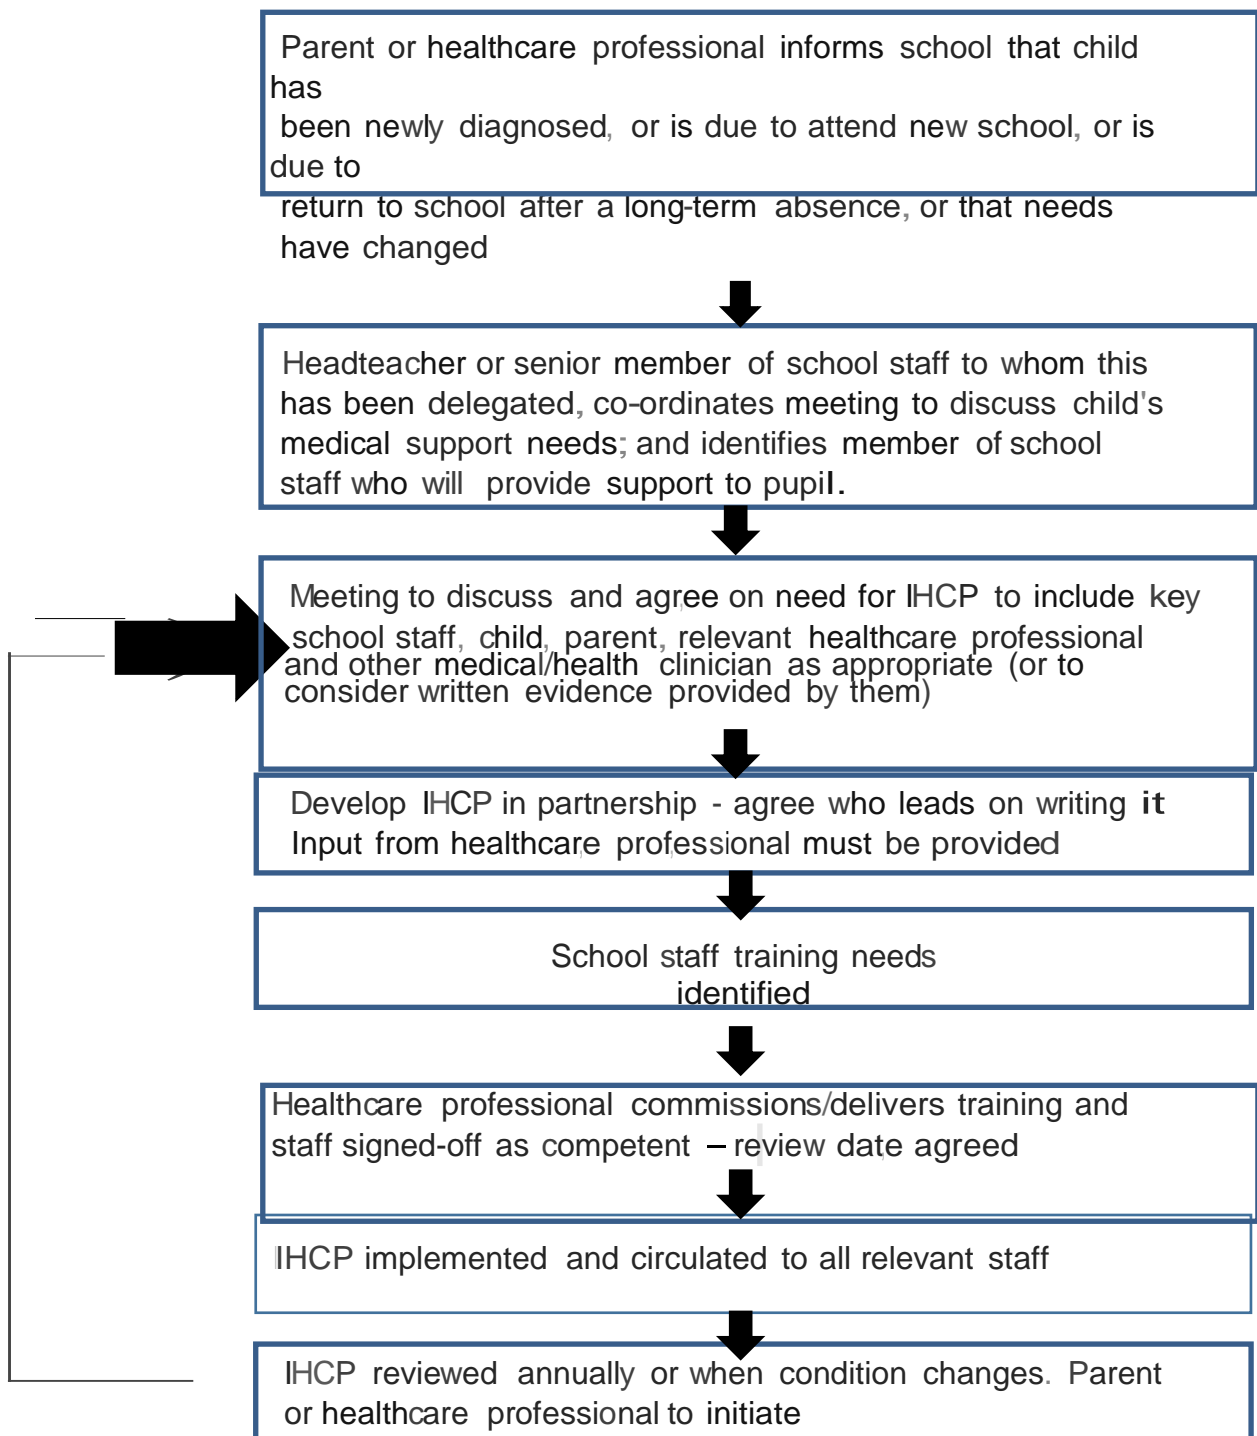 Parent or healthcare professional informs school that child
has
been newly diagnosed, or is due to attend new school, or is
due to
return to school after a long-term absence, or that needs
have changed
Headteacher or senior member of school staff to whom this
has been delegated, co-ordinates meeting to discuss child's
medical support needs; and identifies member of school
staff who will provide support to pupil.
Meeting to discuss and agree on need for IHCP to include key
school staff, child, parent, relevant healthcare professional
and other medical/health clinician as appropriate (or to
consider written evidence provided by them)
Develop IHCP in partnership - agree who leads on writing it
Input from healthcare professional must be provided
School staff training needs
identified
Healthcare professional commissions/delivers training and
staff signed-off as competent – review date agreed
IHCP implemented and circulated to all relevant staff
IHCP reviewed annually or when condition changes. Parent
or healthcare professional to initiate